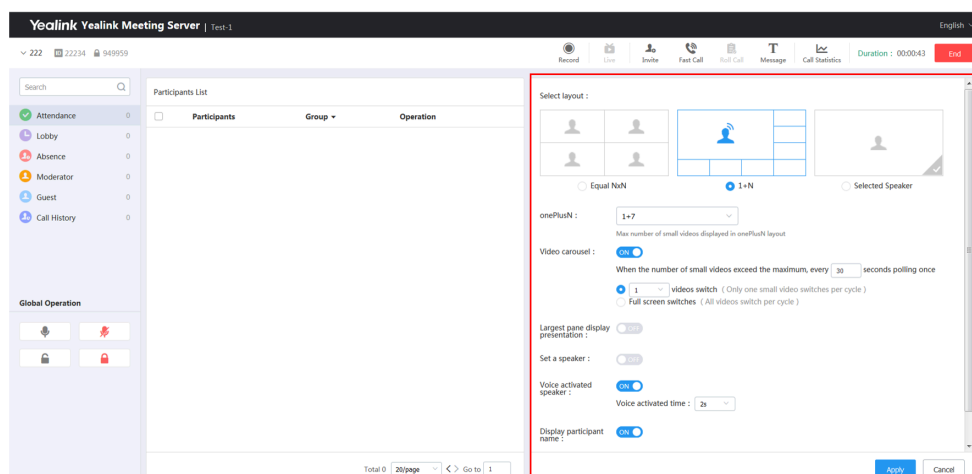 Yealink Yealink Meeting Server | Test-1 English
222 22234 949959 Record Live Invite Fast Call Roll Call Message Call Statistics Duration : 00:00:43 End
Search
Attendance 0
Lobby 0
Absence 0
Moderator 0
Guest 0
Call History 0
Global Operation
Participants List
Participants Group Operation
Total 0 20/page < > Go to 1
Select layout :
Equal NxN 1+N Selected Speaker
onePlusN : 1+7
Max number of small videos displayed in onePlusN layout
Video carousel : ON
When the number of small videos exceed the maximum, every 30 seconds polling once
1 videos switch ( Only one small video switches per cycle )
Full screen switches ( All videos switch per cycle )
Largest pane display
presentation : OFF
Set a speaker : OFF
Voice activated
speaker : ON
Voice activated time : 2s
Display participant
name : ON
Apply Cancel